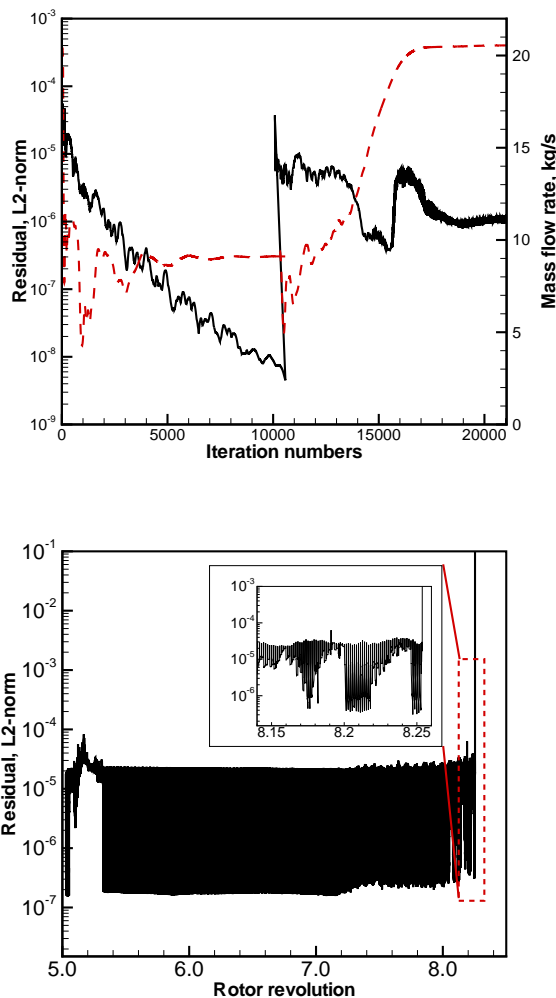 10^-3
10^-4
10^-5
10^-6
10^-7
10^-8
10^-9
Residual, L2-norm
20
15
10
5
0
Mass flow rate, kg/s
0 5000 10000 15000 20000
Iteration numbers
10^-1
10^-2
10^-3
10^-4
10^-5
10^-6
10^-7
Residual, L2-norm
10^-3
10^-4
10^-5
10^-6
8.15 8.2 8.25
5.0 6.0 7.0 8.0
Rotor revolution